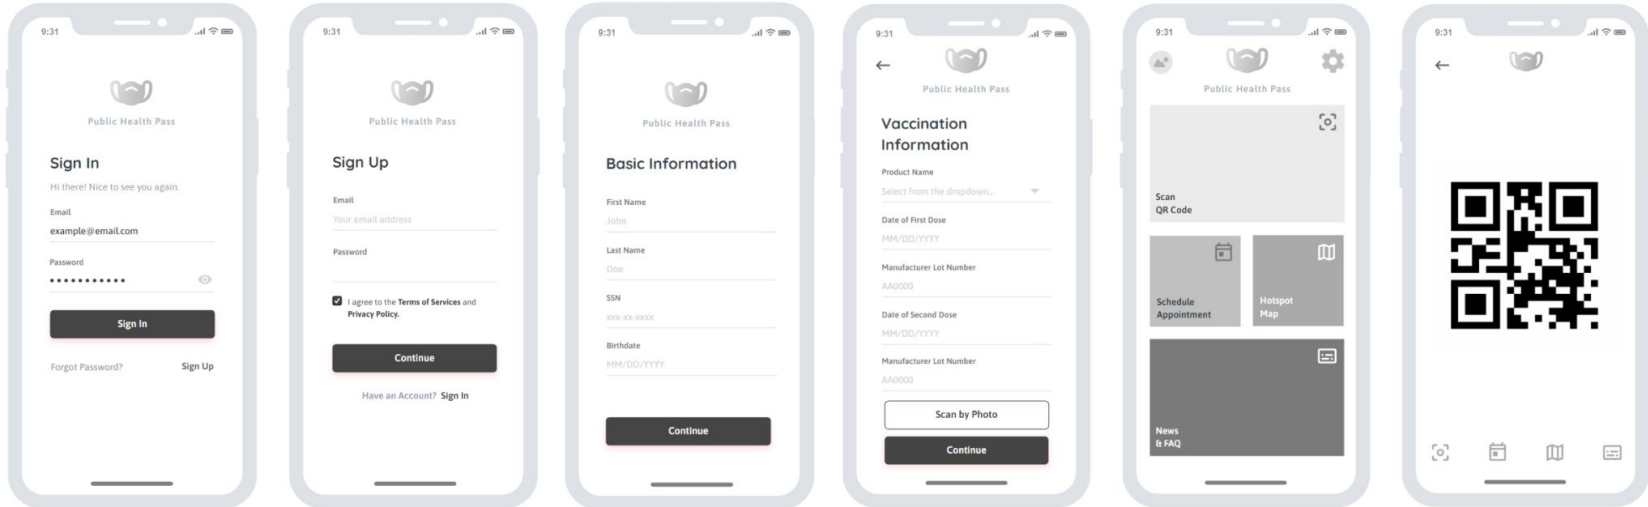 9:31
Public Health Pass
Sign In
Hi there! Nice to see you again.
Email
example@email.com
Password
Sign In
Forgot Password?
Sign Up
9:31
Public Health Pass
Sign Up
Email
Your email address
Password
I agree to the Terms of Services and
Privacy Policy.
Continue
Have an Account? Sign In
9:31
Public Health Pass
Basic Information
First Name
John
Last Name
Doe
SSN
xxx-xx-xxxx
Birthdate
MM/DD/YYYY
Continue
9:31
Public Health Pass
Vaccination
Information
Product Name
Select from the dropdown...
Date of First Dose
MM/DD/YYYY
Manufacturer Lot Number
AA0000
Date of Second Dose
MM/DD/YYYY
Manufacturer Lot Number
AA0000
Scan by Photo
Continue
9:31
Public Health Pass
Scan
QR Code
Schedule
Appointment
Hotspot
Map
News
& FAQ
9:31